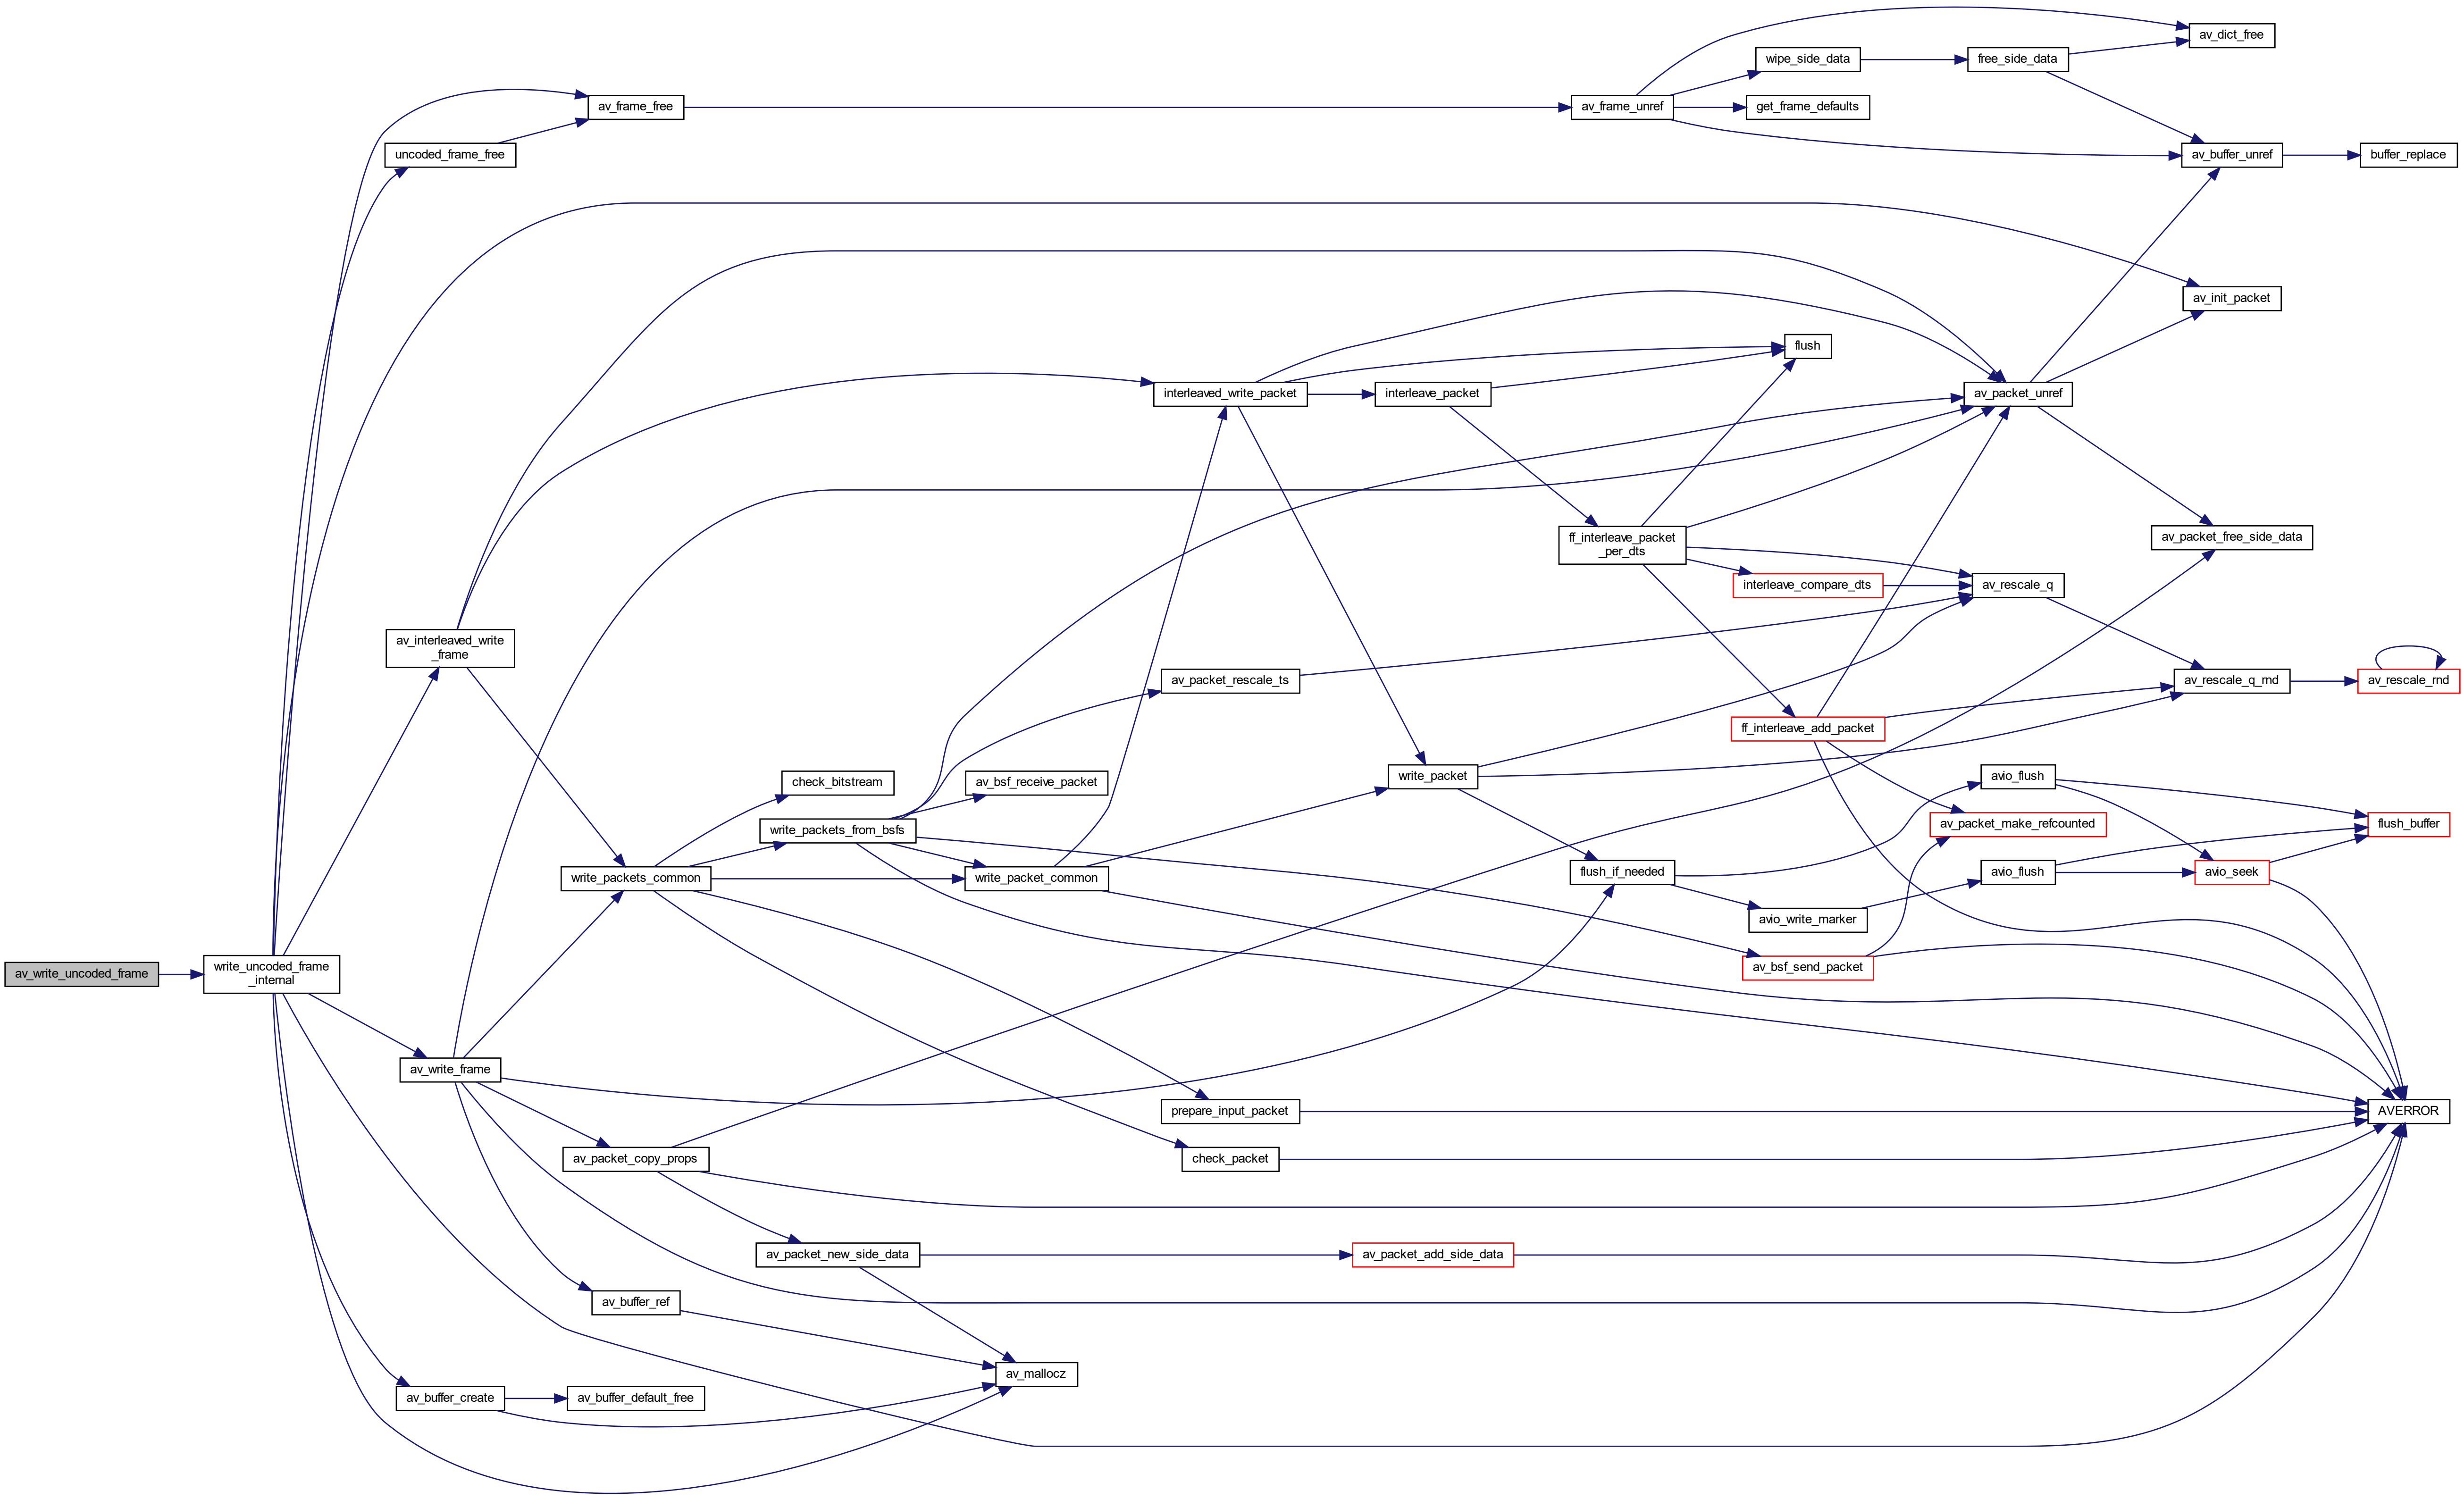 av_write_uncoded_frame
write_uncoded_frame
_internal
av_frame_free
uncoded_frame_free
av_interleaved_write
_frame
av_write_frame
av_buffer_create
write_packets_common
av_packet_copy_props
av_buffer_ref
av_buffer_default_free
check_bitstream
write_packets_from_bsfs
av_packet_new_side_data
av_bsf_receive_packet
write_packet_common
av_mallocz
interleaved_write_packet
av_packet_rescale_ts
prepare_input_packet
check_packet
interleave_packet
write_packet
av_packet_add_side_data
av_frame_unref
ff_interleave_packet
_per_dts
flush_if_needed
wipe_side_data
get_frame_defaults
flush
interleave_compare_dts
ff_interleave_add_packet
avio_write_marker
av_bsf_send_packet
free_side_data
av_packet_unref
av_rescale_q
avio_flush
av_packet_make_refcounted
avio_flush
av_dict_free
av_buffer_unref
av_init_packet
av_packet_free_side_data
av_rescale_q_rnd
avio_seek
buffer_replace
av_rescale_rnd
flush_buffer
AVERROR